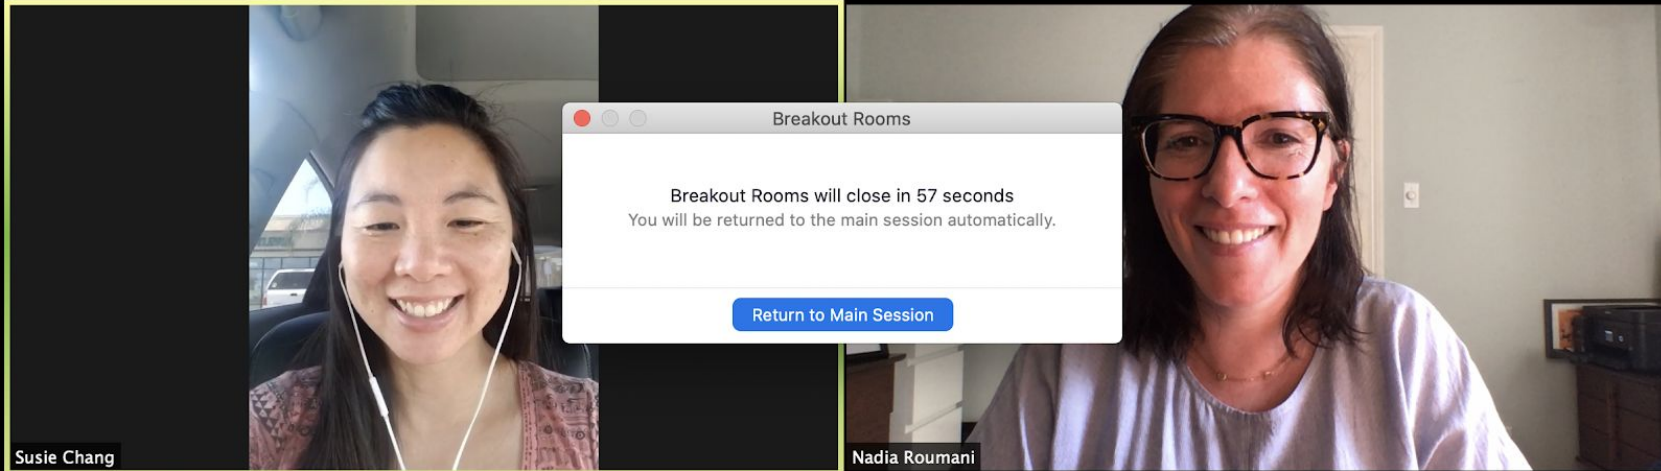 Breakout Rooms
Breakout Rooms will close in 57 seconds
You will be returned to the main session automatically.
Return to Main Session
Susie Chang
Nadia Roumani